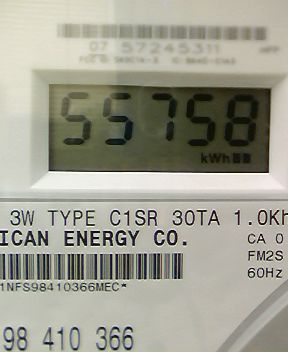 07 57245311
55758
kWh
3W TYPE C1SR 30TA 1.0Kh
ICAN ENERGY CO.
CA 0
FM2S
60Hz
1NFS98410366MEC*
98 410 366